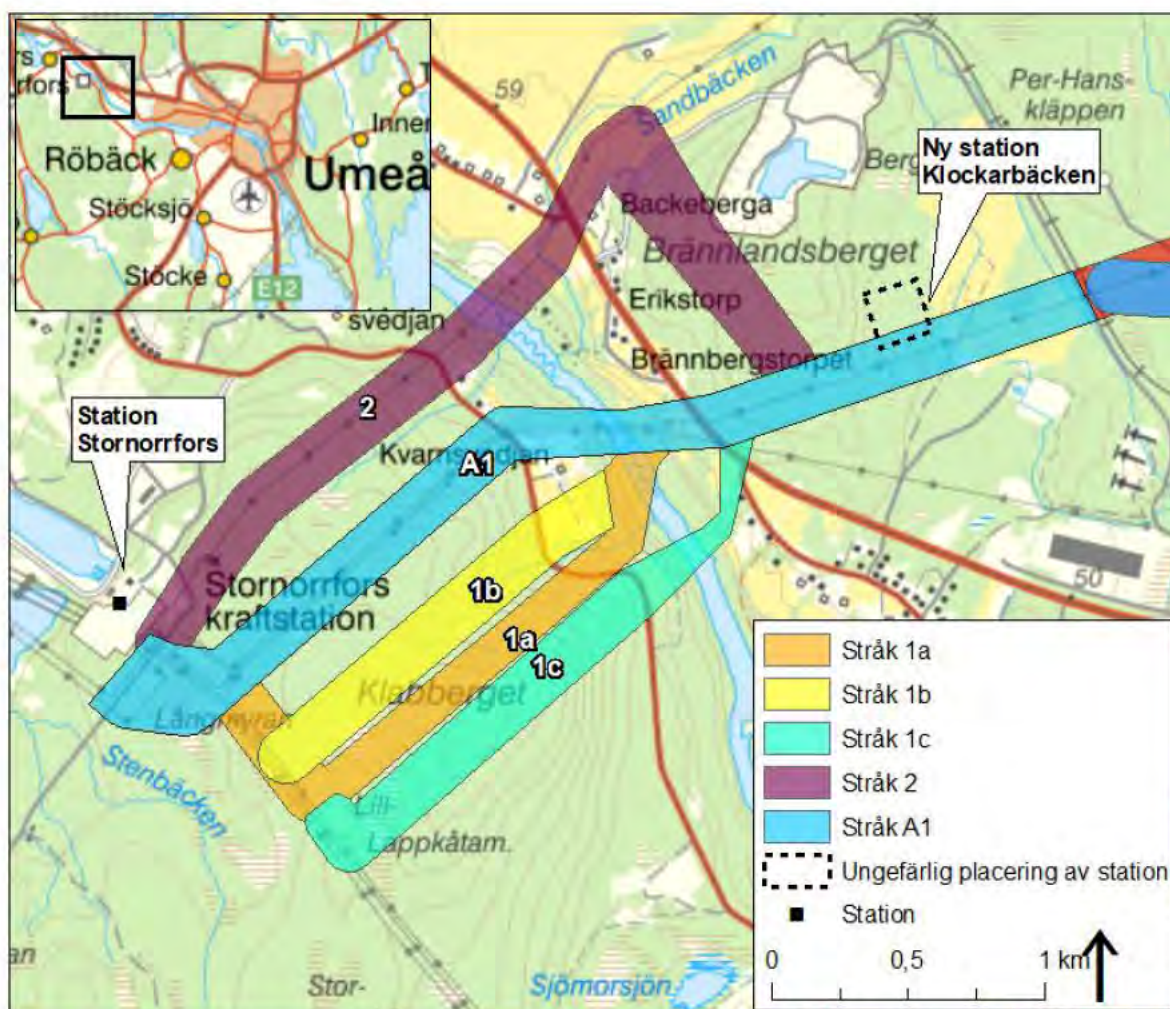 Röbäck
Umeå
Stöcksjö
Stöcke
E12
59
Sandbäcken
Per-Hans-
kläppen
Ny station
Klockarbäcken
Backeberga
Brännlandsberget
Erikstorp
svedjan
Brännbergstorpet
2
Station
Stornorrfors
A1
Stornorrfors
kraftstation
1b
1a
1c
50
Klabberget
Långmyran
Stenbäcken
Lill-
Lappkåtam.
Stor-
Sjömorsjön
Stråk 1a
Stråk 1b
Stråk 1c
Stråk 2
Stråk A1
Ungefärlig placering av station
Station
0
0,5
1 km